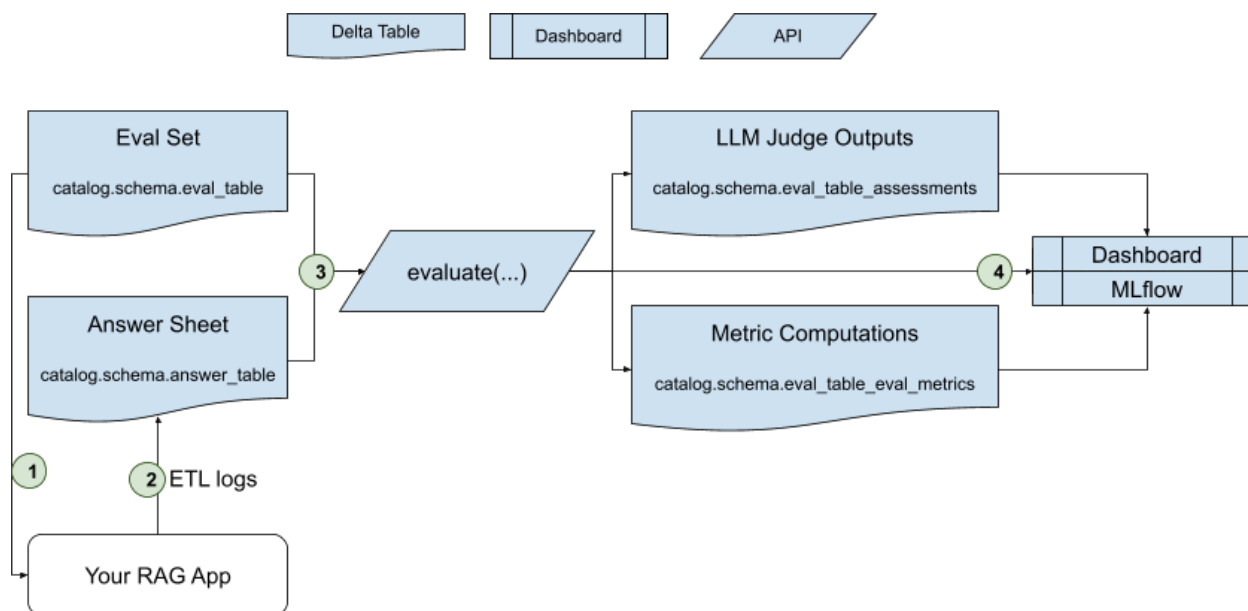 Delta Table
Dashboard
API
Eval Set
catalog.schema.eval_table
LLM Judge Outputs
catalog.schema.eval_table_assessments
3
evaluate(...)
4
Dashboard
MLflow
Answer Sheet
catalog.schema.answer_table
Metric Computations
catalog.schema.eval_table_eval_metrics
1
2
ETL logs
Your RAG App